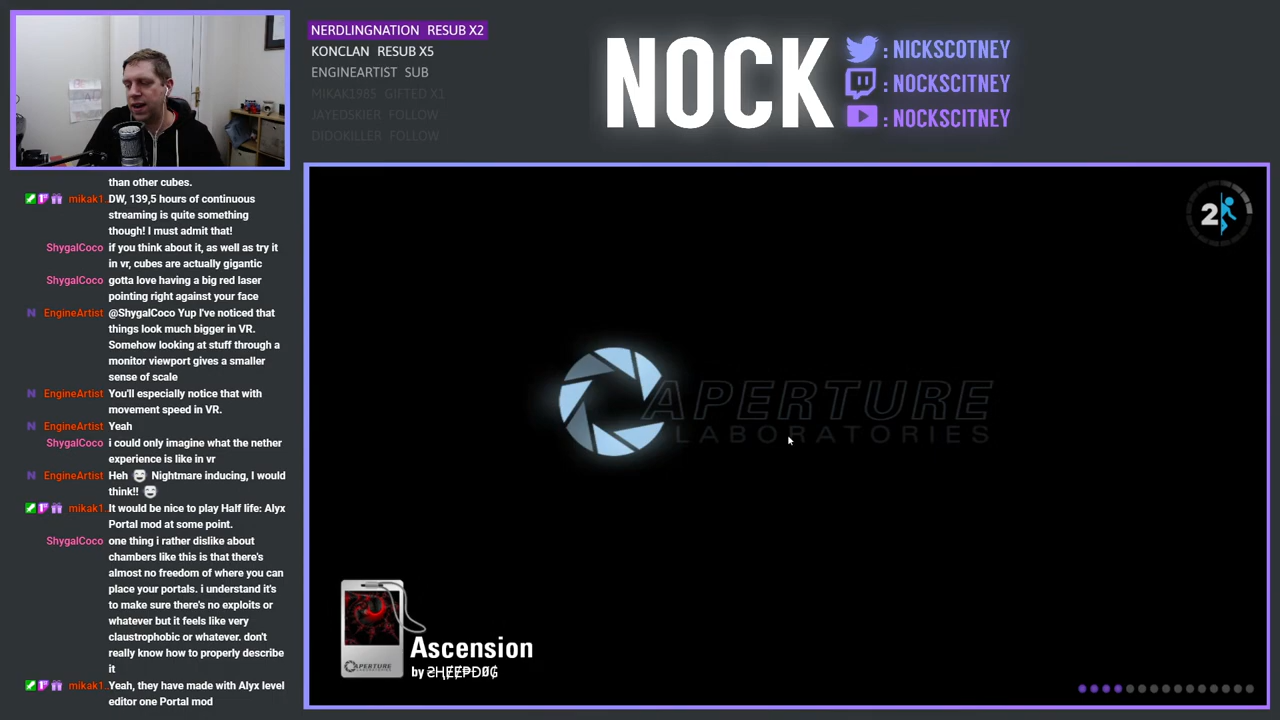 NERDLINGNATION RESUB X2
KONCLAN RESUB X5
ENGINEARTIST SUB
MIKAK1985 GIFTED X1
JAYEDSKIER FOLLOW
DIDOKILLER FOLLOW
NOCK
: NICKSCOTNEY
: NOCKSCITNEY
: NOCKSCITNEY
than other cubes.
mikak1.. DW, 139,5 hours of continuous
streaming is quite something
though! I must admit that!
ShygalCoco if you think about it, as well as try it
in vr, cubes are actually gigantic
ShygalCoco gotta love having a big red laser
pointing right against your face
N EngineArtist @ShygalCoco Yup I've noticed that
things look much bigger in VR.
Somehow looking at stuff through a
monitor viewport gives a smaller
sense of scale
N EngineArtist You'll especially notice that with
movement speed in VR.
N EngineArtist Yeah
ShygalCoco i could only imagine what the nether
experience is like in vr
N EngineArtist Heh Nightmare inducing, I would
think!!
mikak1.. It would be nice to play Half life: Alyx
Portal mod at some point.
ShygalCoco one thing i rather dislike about
chambers like this is that there's
almost no freedom of where you can
place your portals. i understand it's
to make sure there's no exploits or
whatever but it feels like very
claustrophobic or whatever. don't
really know how to properly describe
it
mikak1.. Yeah, they have made with Alyx level
editor one Portal mod
2
APERTURE
LABORATORIES
APERTURE
LABORATORIES
Ascension
by ₴ⱧɆɆ₱ĐØ₲